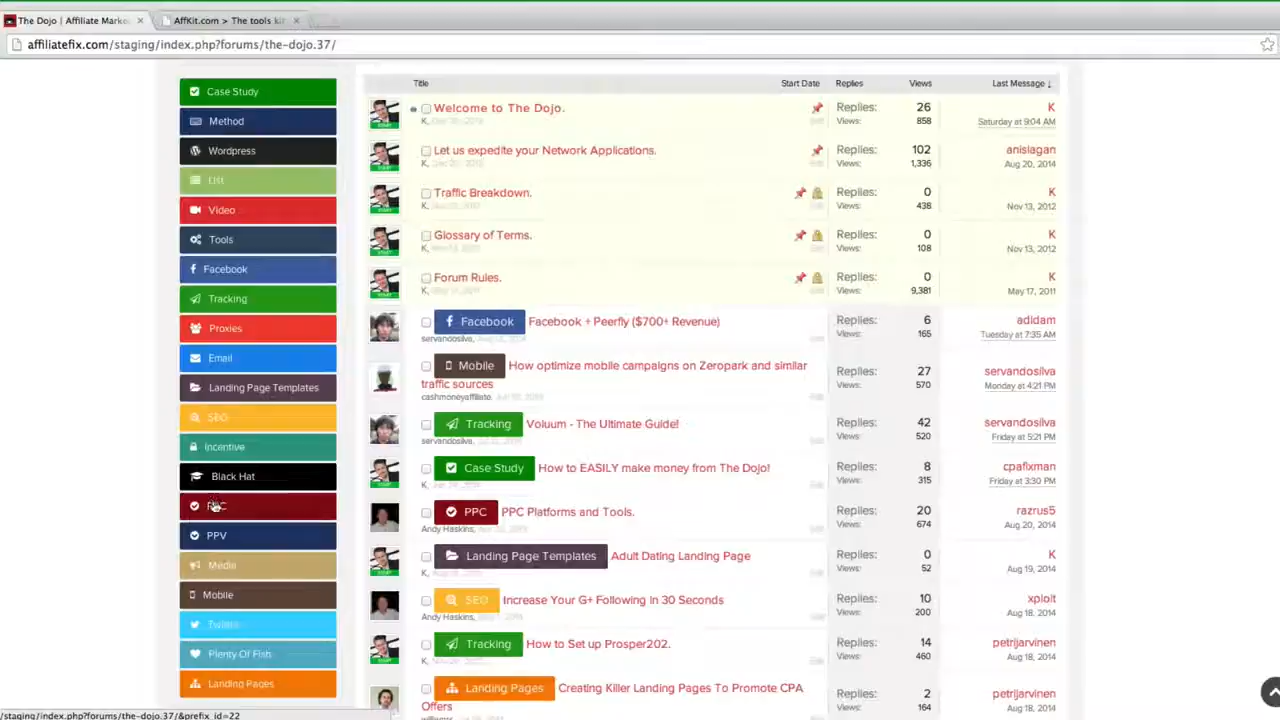 The Dojo | Affiliate Marke
AffKit.com > The tools kit
affiliatefix.com/staging/index.php?forums/the-dojo.37/
Case Study
Method
Wordpress
List
Video
Tools
Facebook
Tracking
Proxies
Email
Landing Page Templates
SEO
Incentive
Black Hat
PPV
Media
Mobile
Twitter
Plenty Of Fish
Landing Pages
Title Start Date Replies Views Last Message ↓
Welcome to The Dojo. Replies: 26 K
K, Views: 858 Saturday at 9:04 AM
Let us expedite your Network Applications. Replies: 102 anislagan
K, Views: 1,336 Aug 20, 2014
Traffic Breakdown. Replies: 0 K
K, Views: 438 Nov 13, 2012
Glossary of Terms. Replies: 0 K
K, Views: 108 Nov 13, 2012
Forum Rules. Replies: 0 K
K, Views: 9,381 May 17, 2011
Facebook Facebook + Peerfly ($700+ Revenue) Replies: 6 adidam
servandosilva, Views: 165 Tuesday at 7:35 AM
Mobile How optimize mobile campaigns on Zeropark and similar Replies: 27 servandosilva
traffic sources Views: 570 Monday at 4:21 PM
cashmoneyaffiliate,
Tracking Voluum - The Ultimate Guide! Replies: 42 servandosilva
servandosilva, Views: 520 Friday at 5:21 PM
Case Study How to EASILY make money from The Dojo! Replies: 8 cpafixman
K, Views: 315 Friday at 3:30 PM
PPC PPC Platforms and Tools. Replies: 20 razrus5
Andy Haskins, Views: 674 Aug 20, 2014
Landing Page Templates Adult Dating Landing Page Replies: 0 K
K, Views: 52 Aug 19, 2014
SEO Increase Your G+ Following in 30 Seconds Replies: 10 xploit
Andy Haskins, Views: 200 Aug 18, 2014
Tracking How to Set up Prosper202. Replies: 14 petrijarvinen
K, Views: 460 Aug 18, 2014
Landing Pages Creating Killer Landing Pages To Promote CPA Replies: 2 petrijarvinen
Offers Views: 164 Aug 18, 2014
/staging/index.php?forums/the-dojo.37/&prefix_id=22